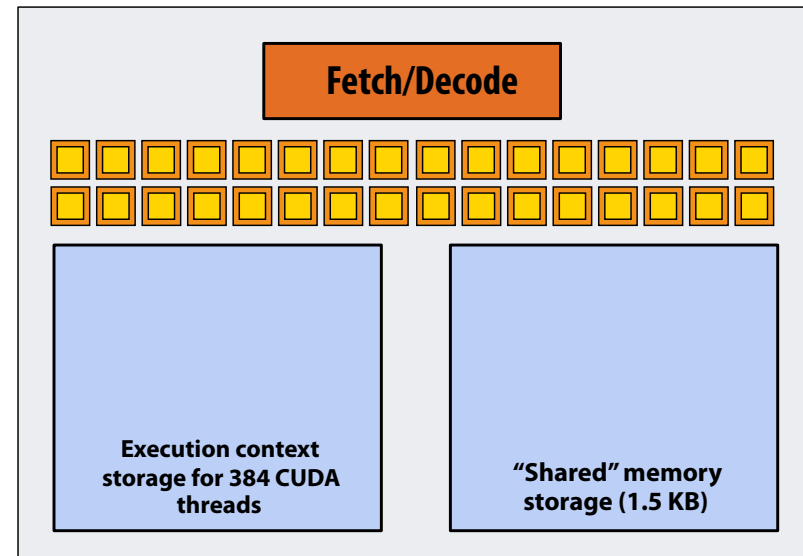 Fetch/Decode
Execution context
storage for 384 CUDA
threads
“Shared” memory
storage (1.5 KB)